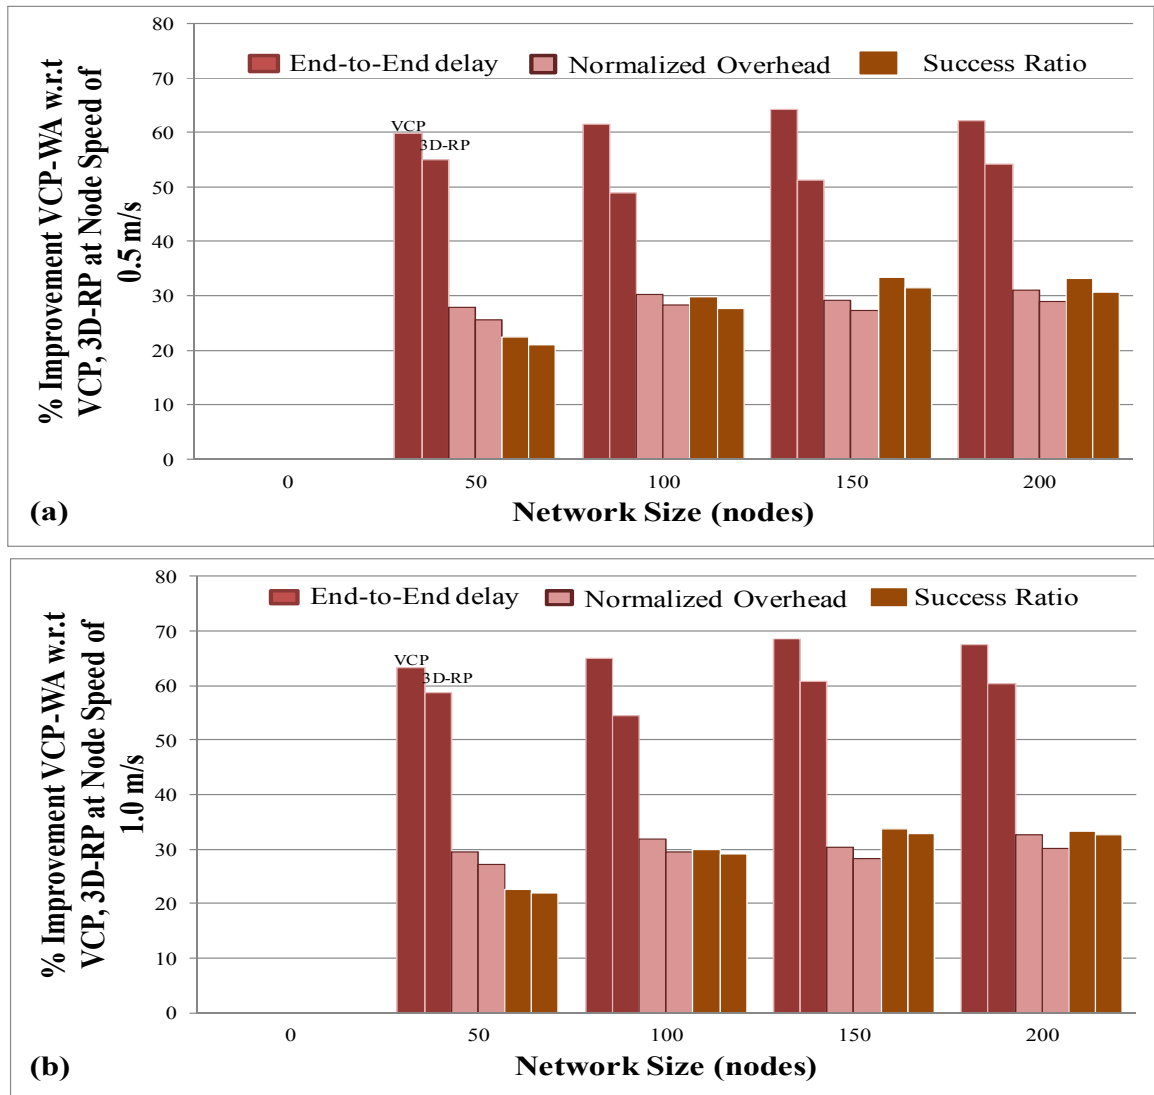 80
70
60
50
40
30
20
10
0
% Improvement VCP-WA w.r.t
VCP, 3D-RP at Node Speed of
0.5 m/s
End-to-End delay
Normalized Overhead
Success Ratio
VCP
3D-RP
0
50
100
150
200
Network Size (nodes)
(a)
80
70
60
50
40
30
20
10
0
% Improvement VCP-WA w.r.t
VCP, 3D-RP at Node Speed of
1.0 m/s
End-to-End delay
Normalized Overhead
Success Ratio
VCP
3D-RP
0
50
100
150
200
Network Size (nodes)
(b)